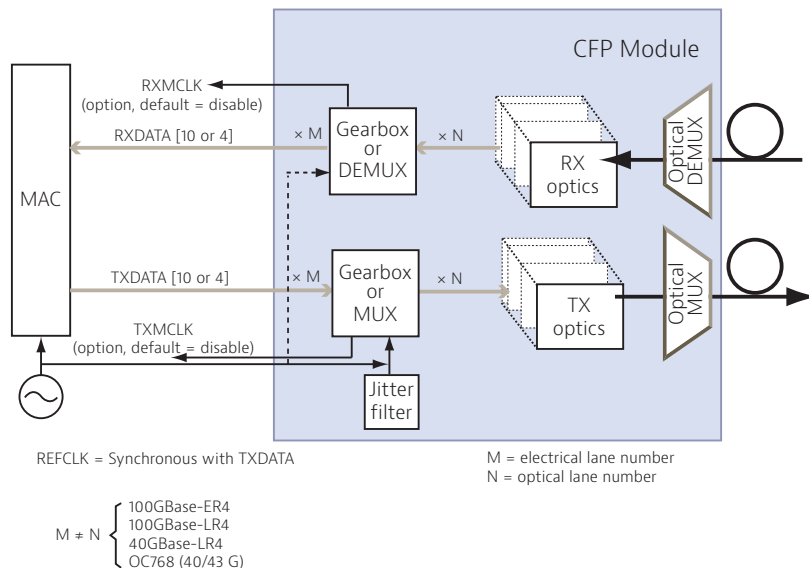 CFP Module
RXMCLK
(option, default = disable)
RXDATA [10 or 4]
× M
Gearbox
or
DEMUX
× N
RX
optics
Optical
DEMUX
MAC
TXDATA [10 or 4]
× M
Gearbox
or
MUX
× N
TX
optics
Optical
MUX
TXMCLK
(option, default = disable)
Jitter
filter
REFCLK = Synchronous with TXDATA
M = electrical lane number
N = optical lane number
M ≠ N
100GBase-ER4
100GBase-LR4
40GBase-LR4
OC768 (40/43 G)